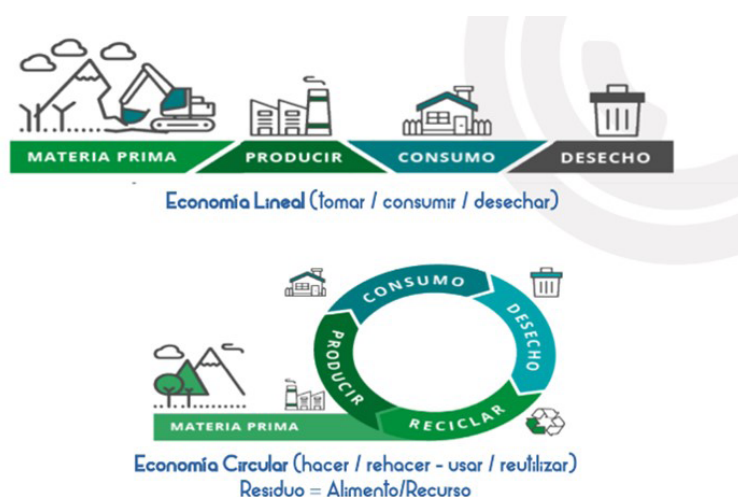 MATERIA PRIMA PRODUCIR CONSUMO DESECHO
Economía Lineal (tomar / consumir / desechar)
CONSUMO
DESECHO
PRODUCIR
RECICLAR
MATERIA PRIMA
Economía Circular (hacer / rehacer - usar / reutilizar)
Residuo = Alimento/Recurso